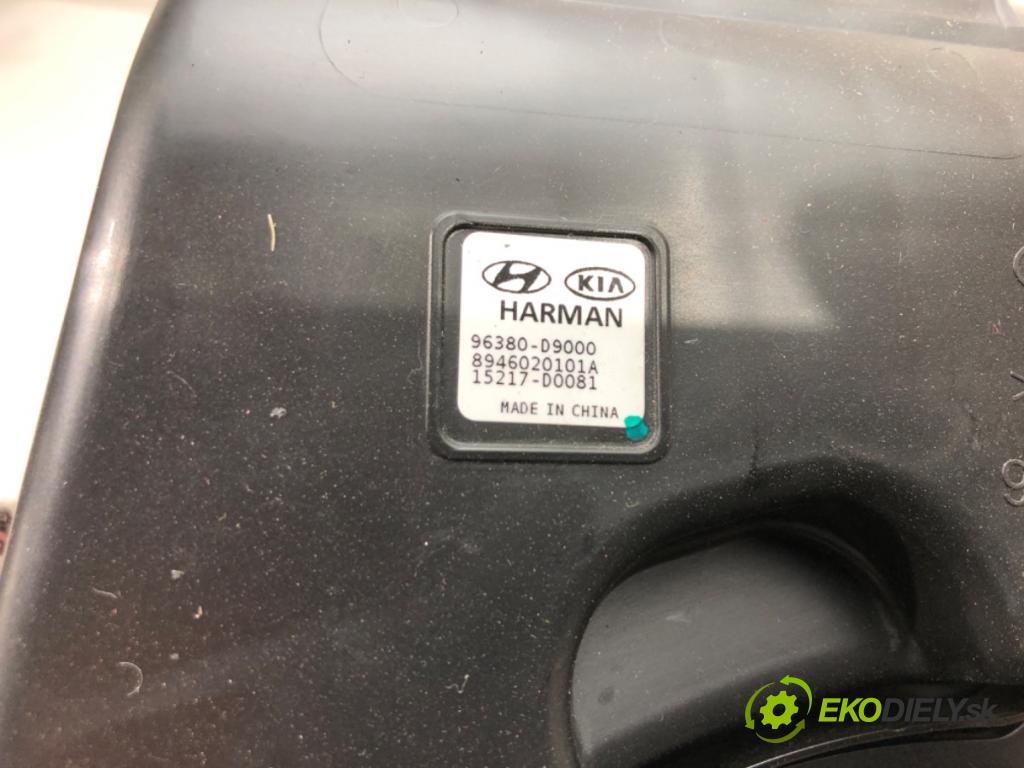 KIA
HARMAN
96380-D9000
8946020101A
15217-D0081
MADE IN CHINA
EKODIELY.sk